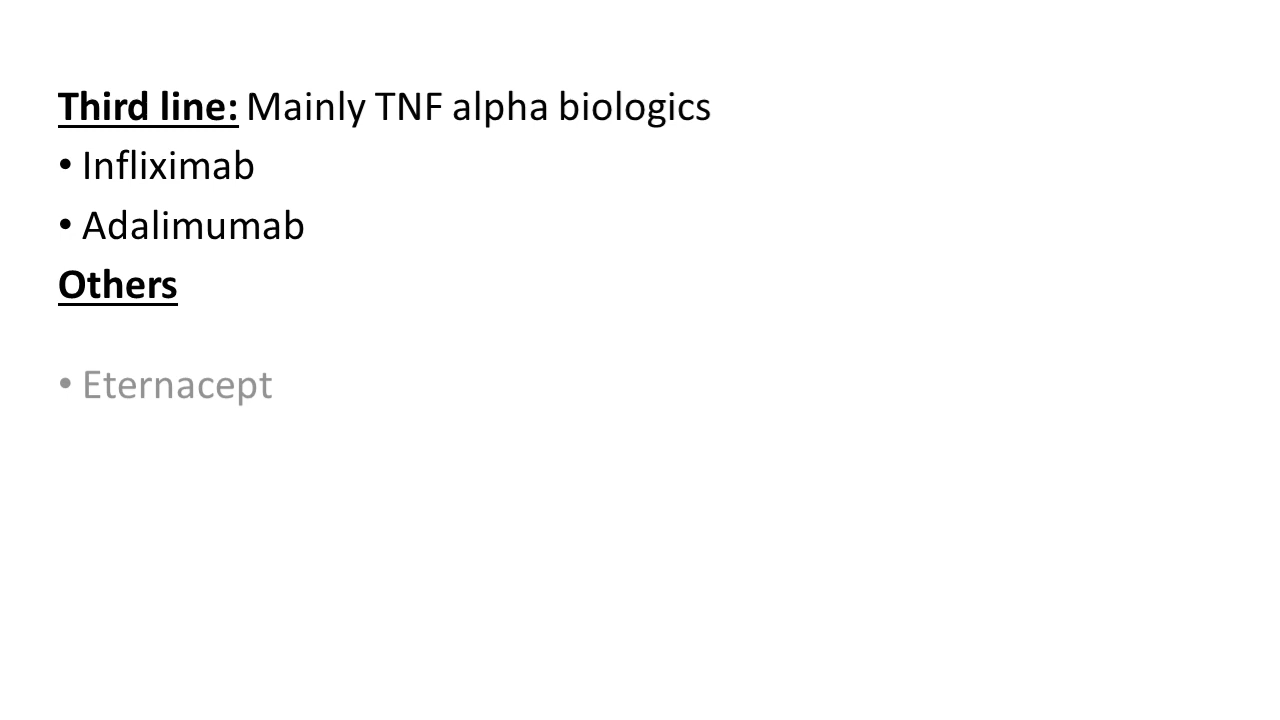 Third line: Mainly TNF alpha biologics
• Infliximab
• Adalimumab
Others
• Eternacept